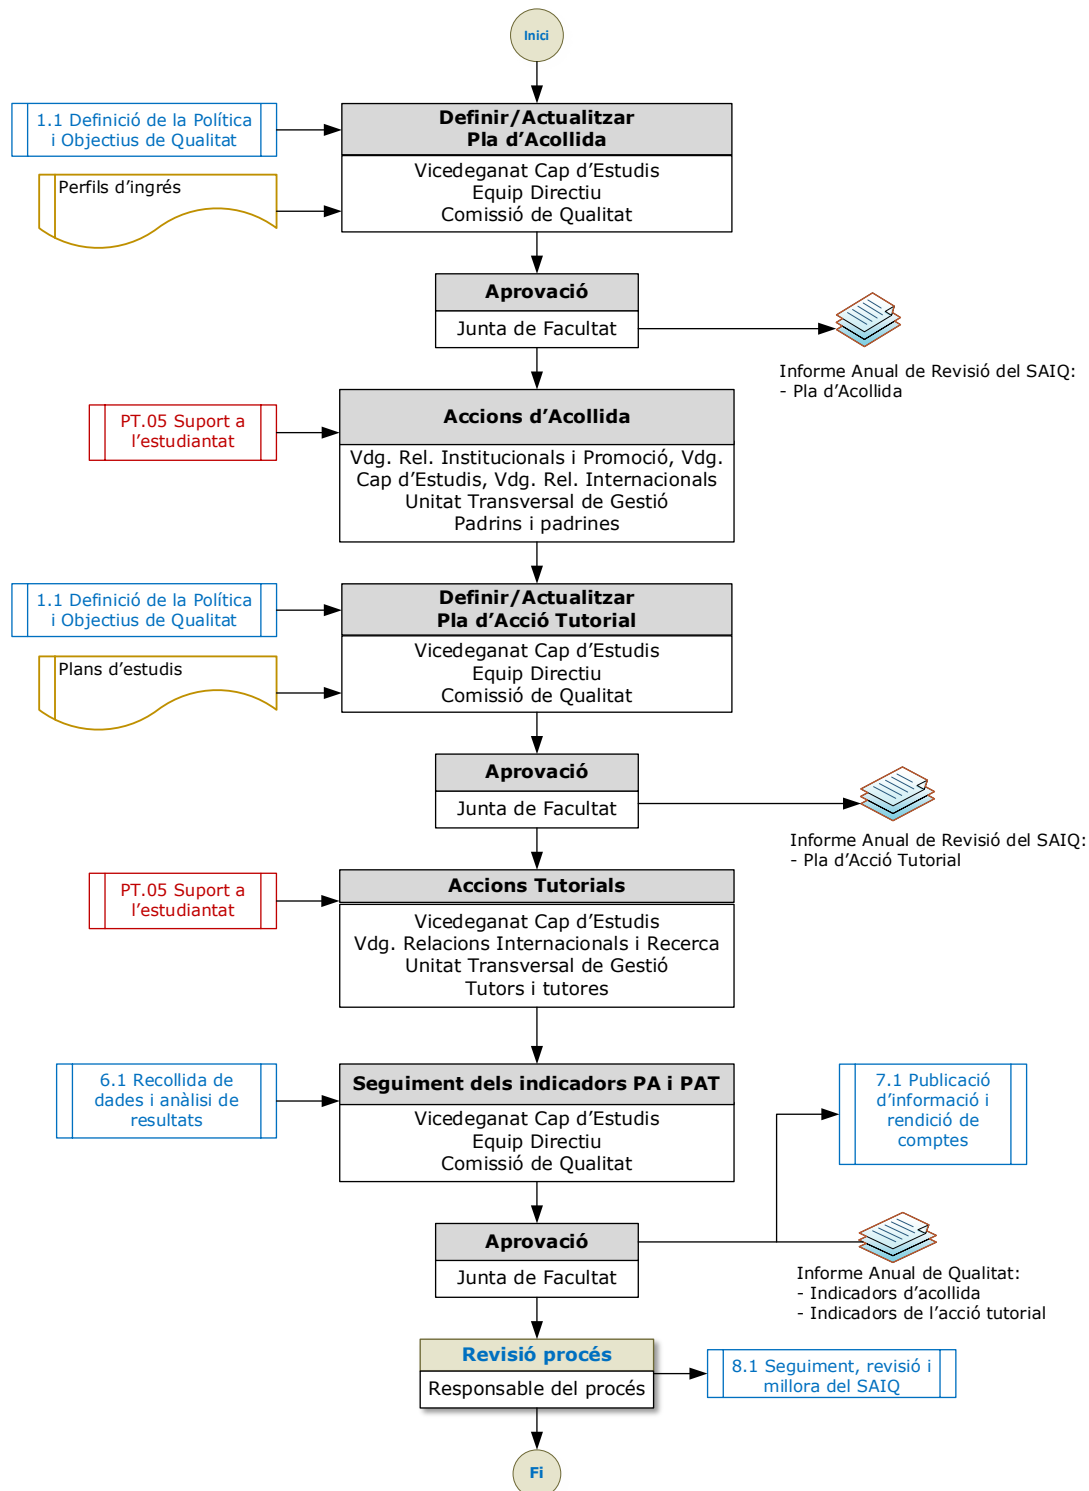 Inici
1.1 Definició de la Política
i Objectius de Qualitat
Definir/Actualitzar
Pla d’Acollida
Perfils d’ingrés
Vicedeganat Cap d’Estudis
Equip Directiu
Comissió de Qualitat
Aprovació
Junta de Facultat
Informe Anual de Revisió del SAIQ:
- Pla d’Acollida
PT.05 Suport a
l’estudiantat
Accions d’Acollida
Vdg. Rel. Institucionals i Promoció, Vdg.
Cap d’Estudis, Vdg. Rel. Internacionals
Unitat Transversal de Gestió
Padrins i padrines
1.1 Definició de la Política
i Objectius de Qualitat
Definir/Actualitzar
Pla d’Acció Tutorial
Plans d’estudis
Vicedeganat Cap d’Estudis
Equip Directiu
Comissió de Qualitat
Aprovació
Junta de Facultat
Informe Anual de Revisió del SAIQ:
- Pla d’Acció Tutorial
PT.05 Suport a
l’estudiantat
Accions Tutorials
Vicedeganat Cap d’Estudis
Vdg. Relacions Internacionals i Recerca
Unitat Transversal de Gestió
Tutors i tutores
6.1 Recollida de
dades i anàlisi de
resultats
Seguiment dels indicadors PA i PAT
Vicedeganat Cap d’Estudis
Equip Directiu
Comissió de Qualitat
7.1 Publicació
d’informació i
rendició de
comptes
Aprovació
Junta de Facultat
Informe Anual de Qualitat:
- Indicadors d’acollida
- Indicadors de l’acció tutorial
Revisió procés
Responsable del procés
8.1 Seguiment, revisió i
millora del SAIQ
Fi